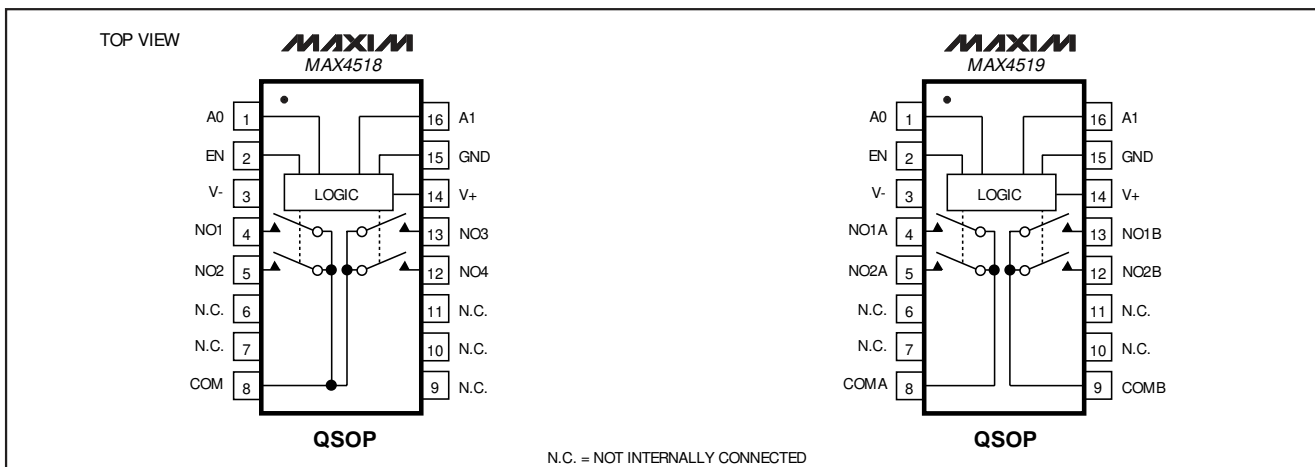 TOP VIEW
MAXIM
MAX4518
A0 1
16 A1
EN 2
15 GND
V- 3
LOGIC
14 V+
NO1 4
13 NO3
NO2 5
12 NO4
N.C. 6
11 N.C.
N.C. 7
10 N.C.
COM 8
9 N.C.
QSOP
MAXIM
MAX4519
A0 1
16 A1
EN 2
15 GND
V- 3
LOGIC
14 V+
NO1A 4
13 NO1B
NO2A 5
12 NO2B
N.C. 6
11 N.C.
N.C. 7
10 N.C.
COMA 8
9 COMB
QSOP
N.C. = NOT INTERNALLY CONNECTED